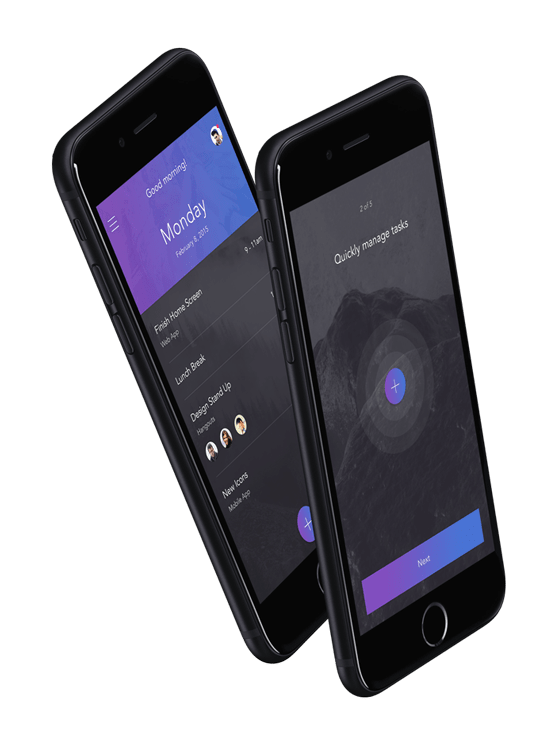 Good morning!
Monday
February 8, 2015
9 - 11am
Finish Home Screen
Web App
Lunch Break
Design Stand Up
Hangouts
New Icons
Mobile App
2 of 5
Quickly manage tasks
Next